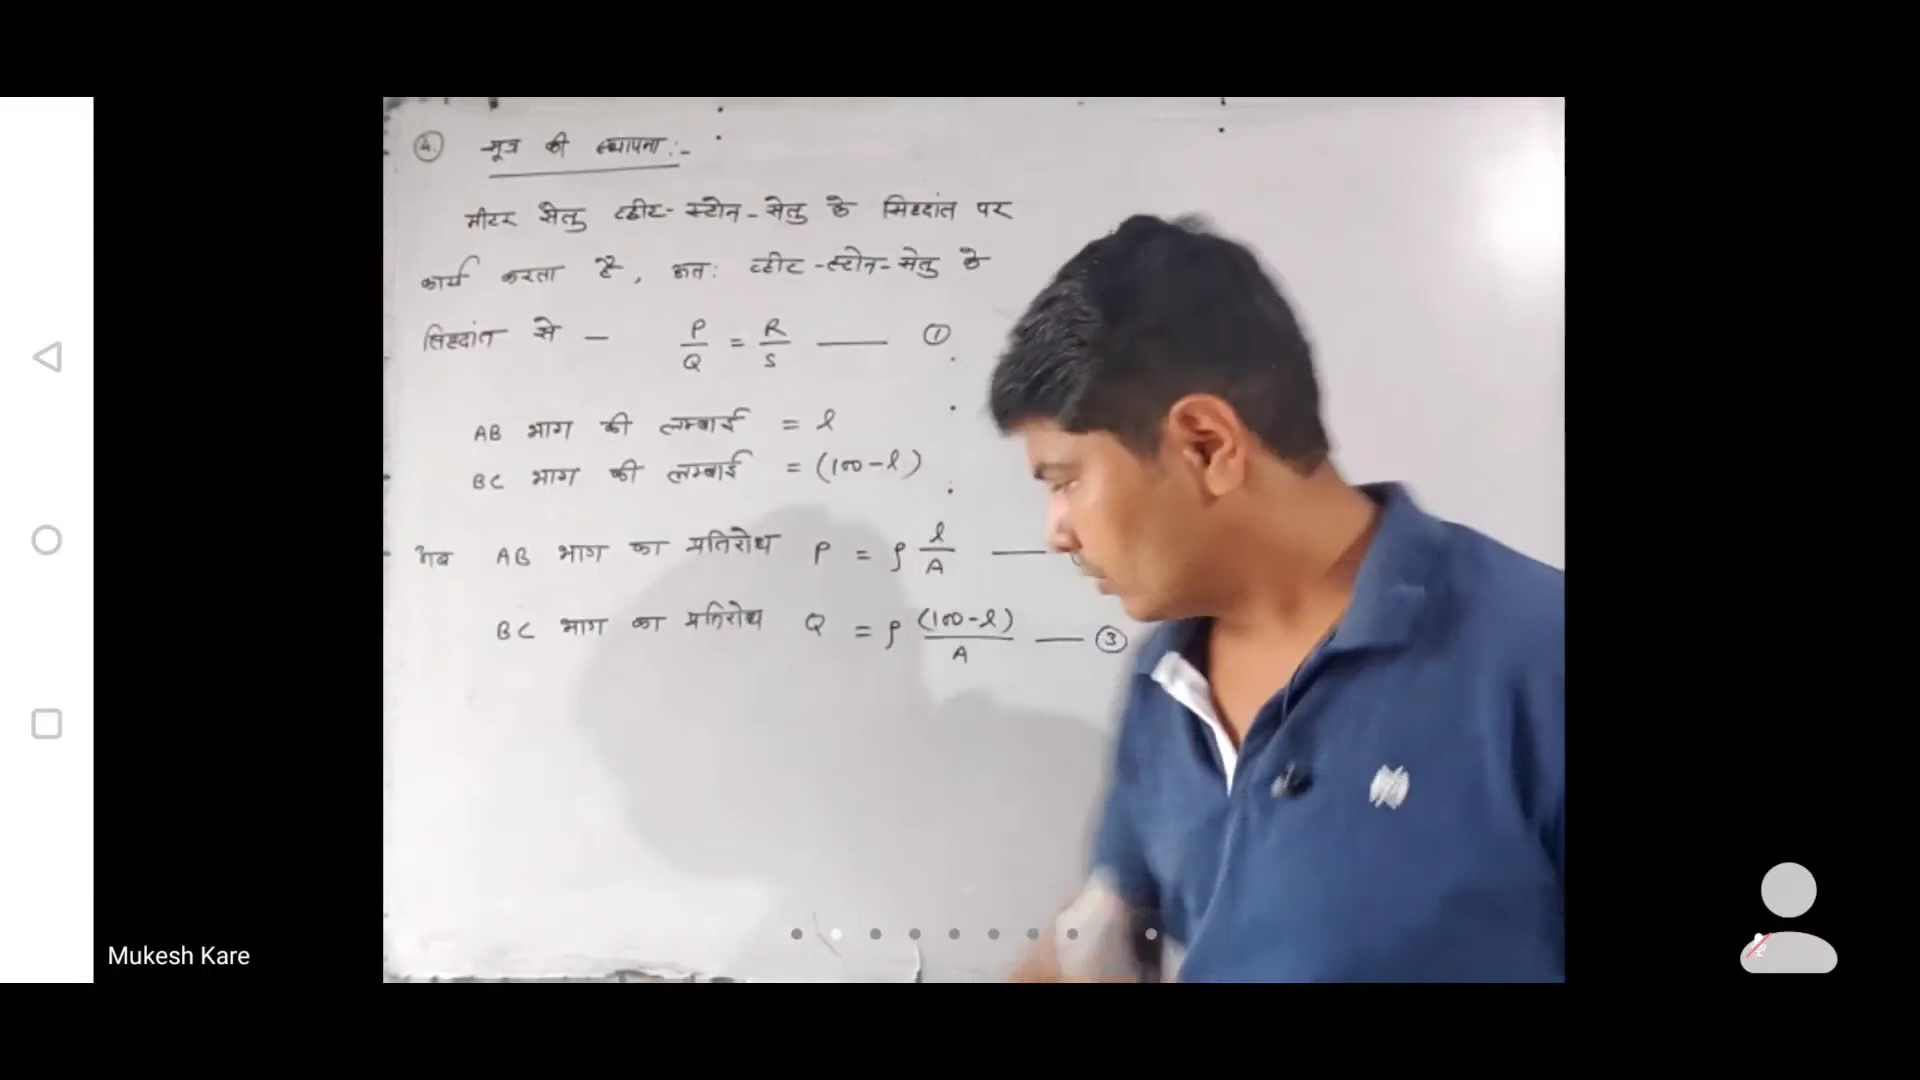 4. सूत्र की स्थापना :-
मीटर सेतु व्हीट-स्टोन-सेतु के सिद्दांत पर
कार्य करता है, अतः व्हीट-स्टोन-सेतु के
सिद्दांत से — P/Q = R/S —— ①
AB भाग की लम्बाई = l
BC भाग की लम्बाई = (100-l)
अब AB भाग का प्रतिरोध P = ρ l/A ——
BC भाग का प्रतिरोध Q = ρ (100-l)/A —— ③
Mukesh Kare